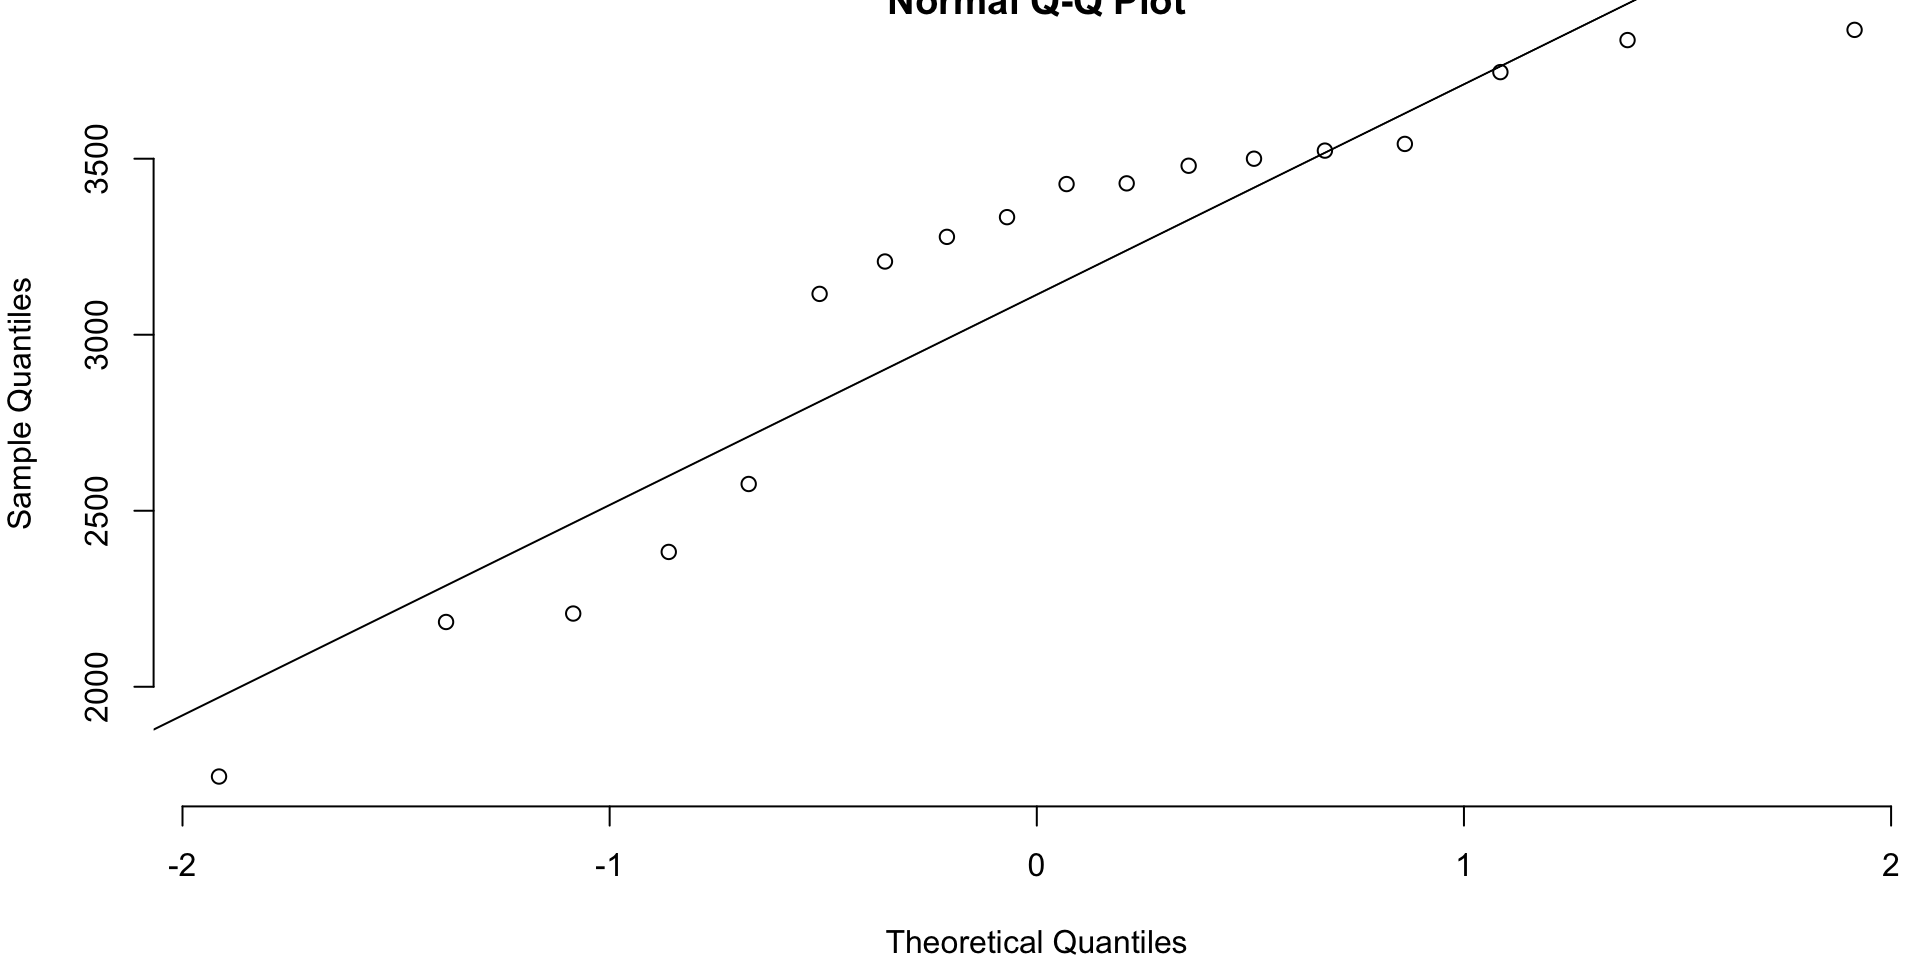 Normal Q-Q Plot
Sample Quantiles
3500
3000
2500
2000
-2 -1 0 1 2
Theoretical Quantiles